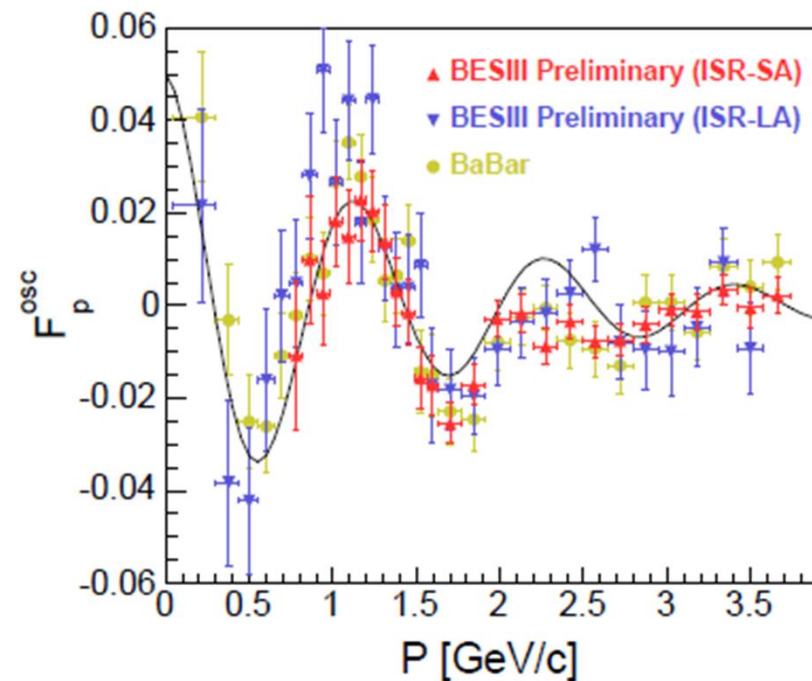 0.06
0.04
0.02
0
-0.02
-0.04
-0.06
F_p^osc
BESIII Preliminary (ISR-SA)
BESIII Preliminary (ISR-LA)
BaBar
0 0.5 1 1.5 2 2.5 3 3.5
P [GeV/c]